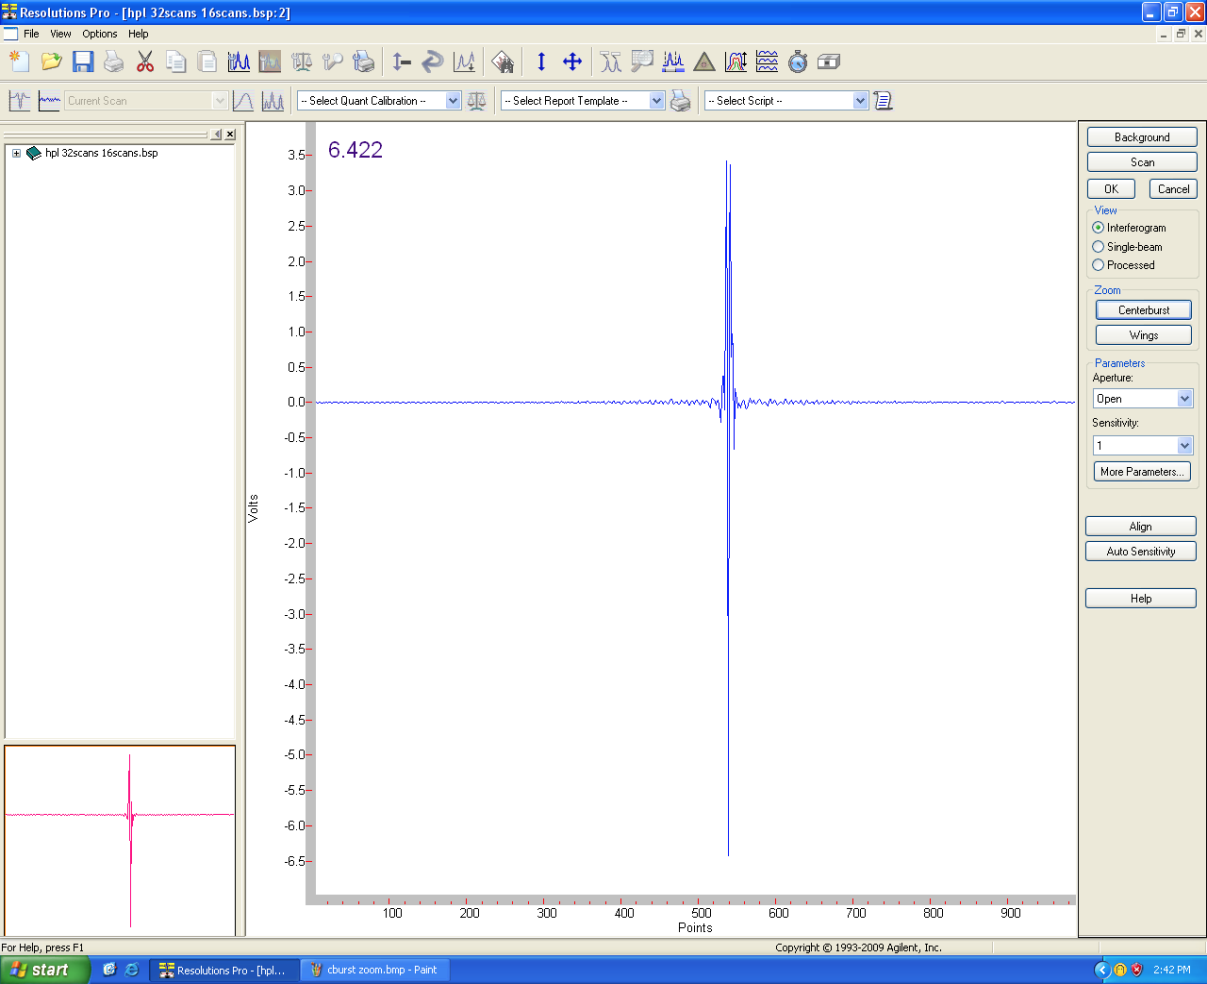 Resolutions Pro - [hpl 32scans 16scans.bsp:2]
File View Options Help
Current Scan
-- Select Quant Calibration --
-- Select Report Template --
-- Select Script --
hpl 32scans 16scans.bsp
6.422
3.5
3.0
2.5
2.0
1.5
1.0
0.5
0.0
-0.5
-1.0
-1.5
-2.0
-2.5
-3.0
-3.5
-4.0
-4.5
-5.0
-5.5
-6.0
-6.5
Volts
100 200 300 400 500 600 700 800 900
Points
Background
Scan
OK Cancel
View
Interferogram
Single-beam
Processed
Zoom
Centerburst
Wings
Parameters
Aperture:
Open
Sensitivity:
1
More Parameters...
Align
Auto Sensitivity
Help
For Help, press F1
Copyright © 1993-2009 Agilent, Inc.
start
Resolutions Pro - [hpl...
cburst zoom.bmp - Paint
2:42 PM